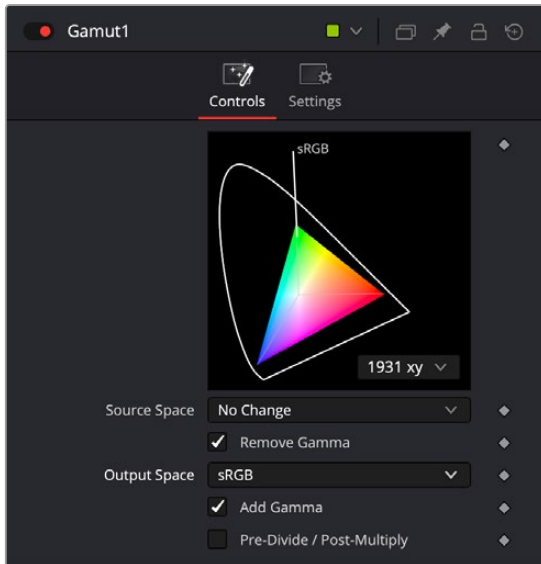 Gamut1
Controls Settings
sRGB
1931 xy
Source Space No Change
Remove Gamma
Output Space sRGB
Add Gamma
Pre-Divide / Post-Multiply